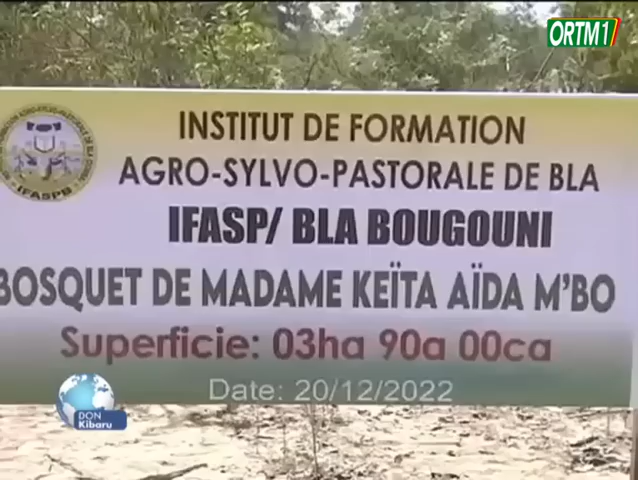 ORTM1
INSTITUT DE FORMATION
AGRO-SYLVO-PASTORALE DE BLA
IFASP/ BLA BOUGOUNI
BOSQUET DE MADAME KEÏTA AÏDA M'BO
Superficie: 03ha 90a 00ca
Date: 20/12/2022
IFASPB
DON
Kibaru